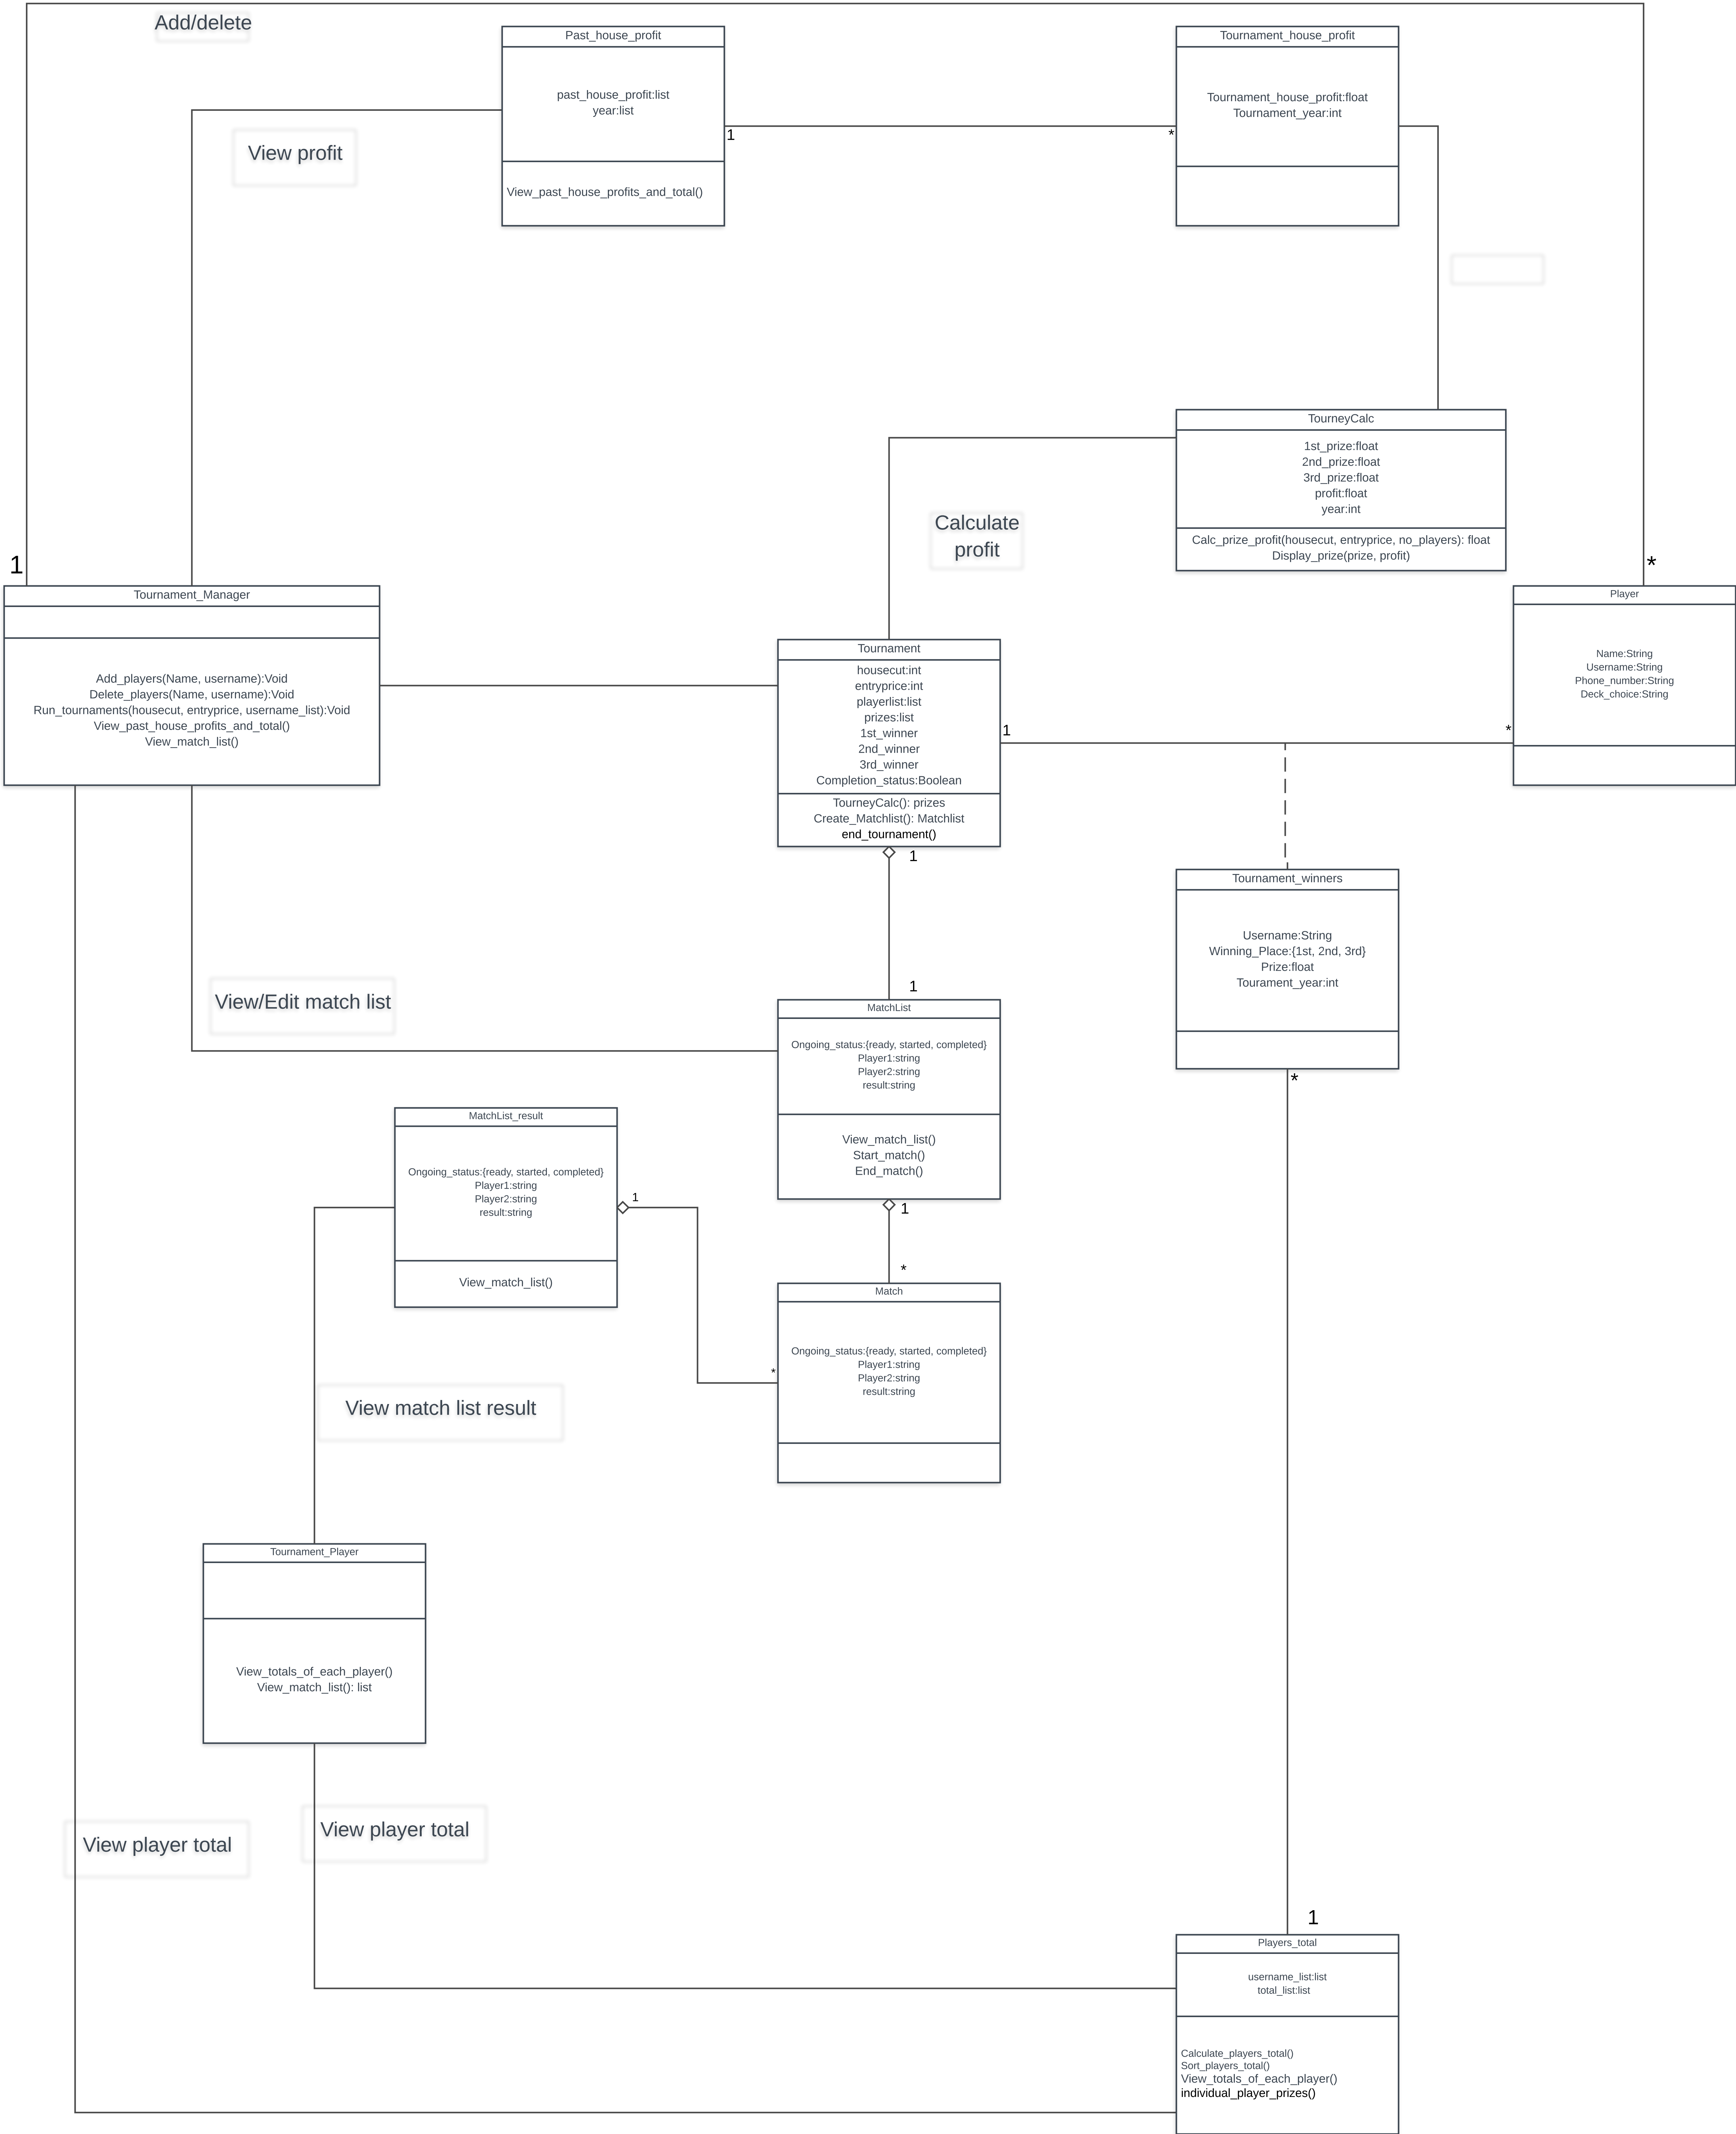 Add/delete
Past_house_profit
past_house_profit:list
year:list
View_past_house_profits_and_total()
1
*
Tournament_house_profit
Tournament_house_profit:float
Tournament_year:int
View profit
TourneyCalc
1st_prize:float
2nd_prize:float
3rd_prize:float
profit:float
year:int
Calc_prize_profit(housecut, entryprice, no_players): float
Display_prize(prize, profit)
Calculate
profit
1
*
Tournament_Manager
Add_players(Name, username):Void
Delete_players(Name, username):Void
Run_tournaments(housecut, entryprice, username_list):Void
View_past_house_profits_and_total()
View_match_list()
Tournament
housecut:int
entryprice:int
playerlist:list
prizes:list
1st_winner
2nd_winner
3rd_winner
Completion_status:Boolean
TourneyCalc(): prizes
Create_Matchlist(): Matchlist
end_tournament()
1
*
Player
Name:String
Username:String
Phone_number:String
Deck_choice:String
1
1
Tournament_winners
Username:String
Winning_Place:{1st, 2nd, 3rd}
Prize:float
Tourament_year:int
*
View/Edit match list
MatchList
Ongoing_status:{ready, started, completed}
Player1:string
Player2:string
result:string
View_match_list()
Start_match()
End_match()
1
*
MatchList_result
Ongoing_status:{ready, started, completed}
Player1:string
Player2:string
result:string
View_match_list()
1
*
Match
Ongoing_status:{ready, started, completed}
Player1:string
Player2:string
result:string
View match list result
Tournament_Player
View_totals_of_each_player()
View_match_list(): list
View player total
View player total
1
Players_total
username_list:list
total_list:list
Calculate_players_total()
Sort_players_total()
View_totals_of_each_player()
individual_player_prizes()